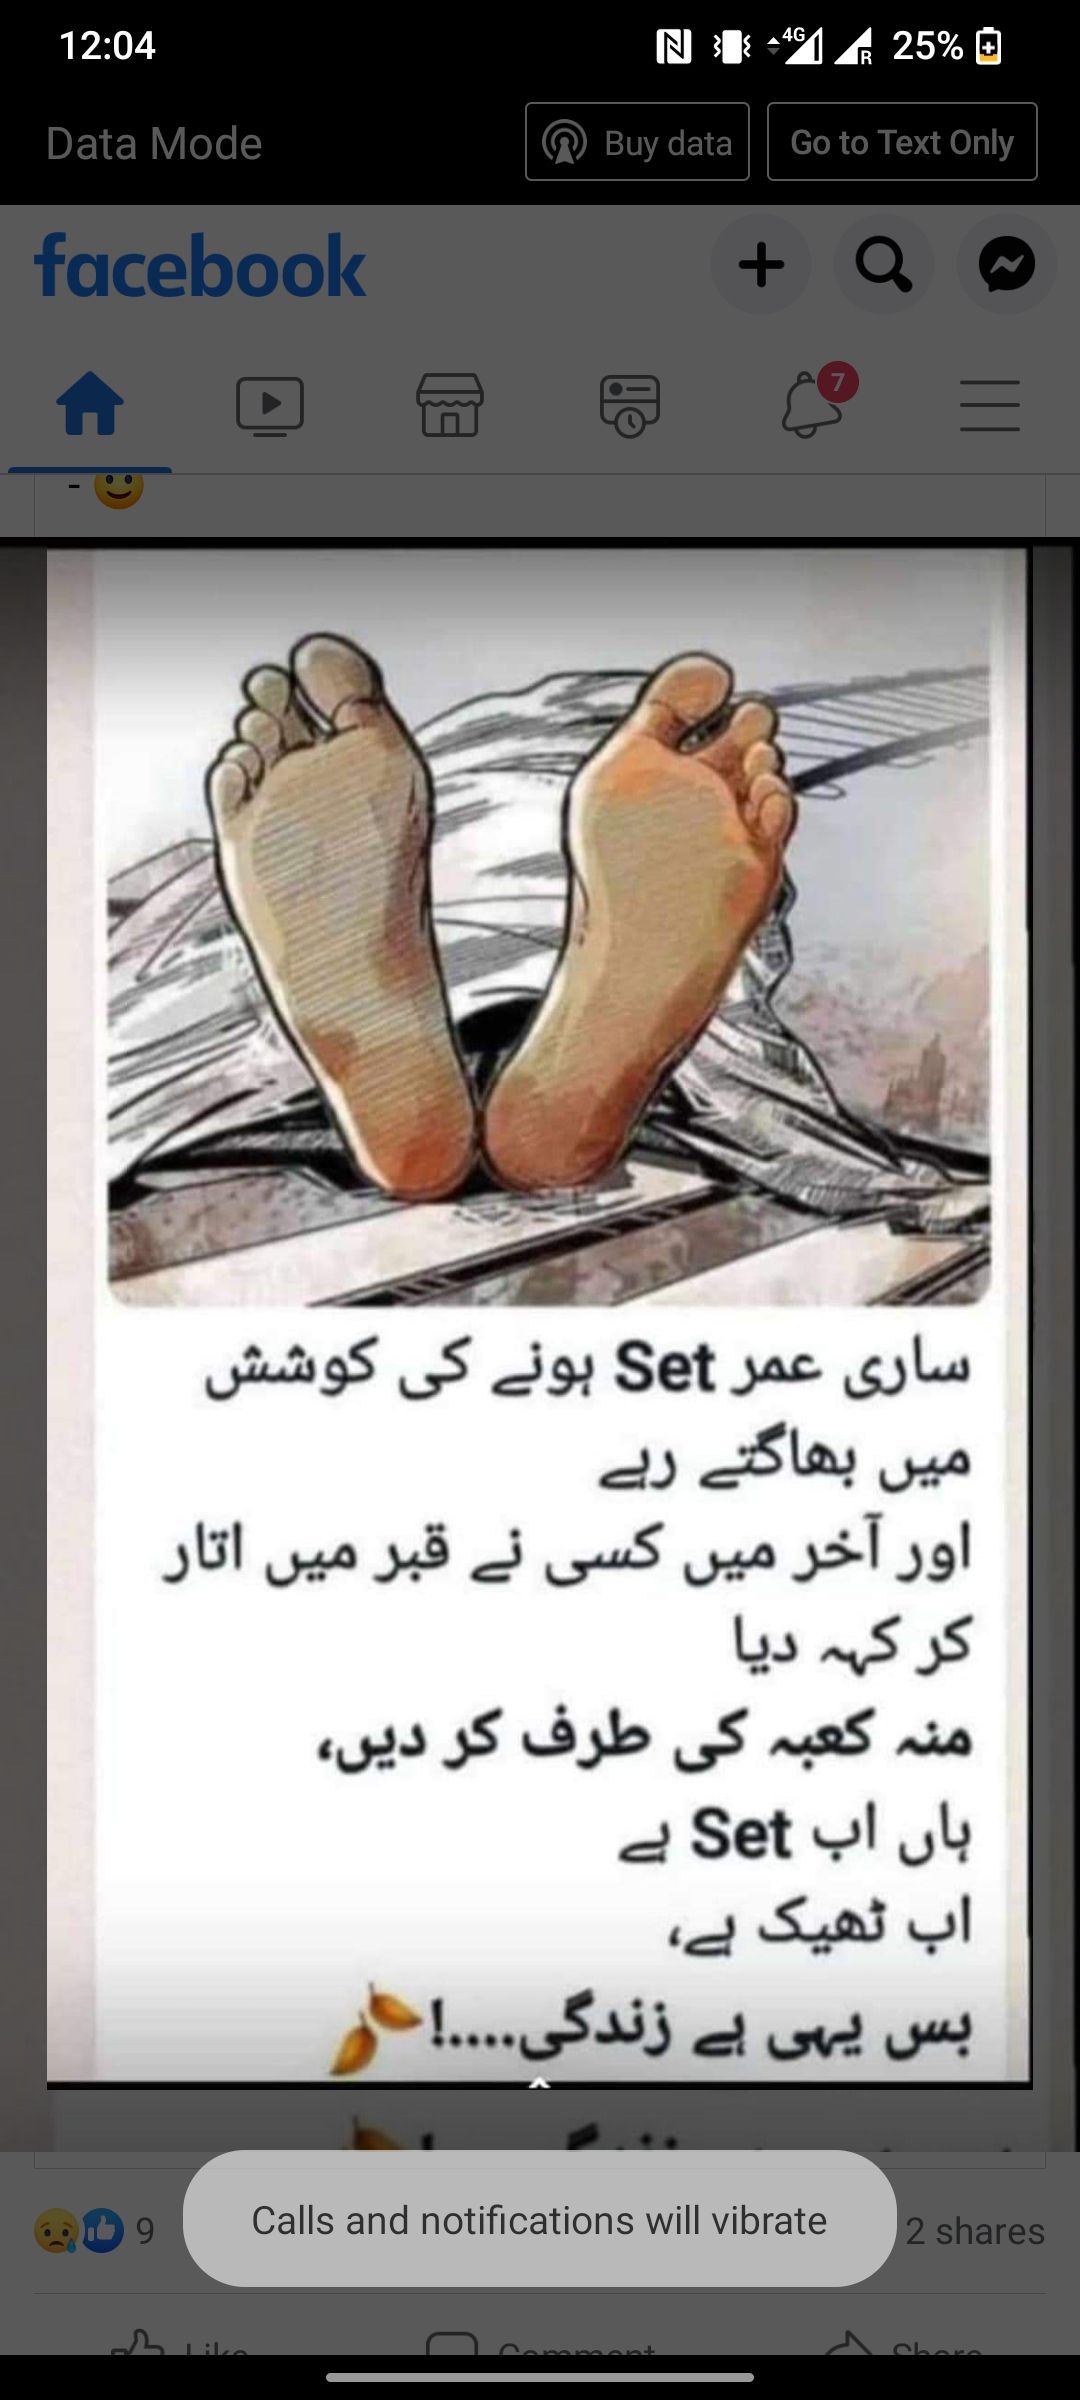 12:04
4G R 25%
Data Mode Buy data Go to Text Only
facebook
7
-
ساری عمر Set ہونے کی کوشش
میں بھاگتے رہے
اور آخر میں کسی نے قبر میں اتار
کر کہہ دیا
منہ کعبہ کی طرف کر دیں،
ہاں اب Set ہے
اب ٹھیک ہے،
بس یہی ہے زندگی....!
Calls and notifications will vibrate
9 2 shares
Like Comment Share